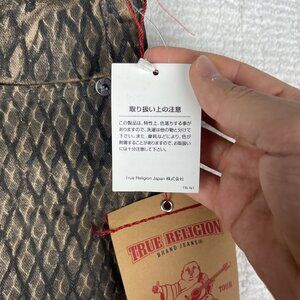 取り扱い上の注意
この製品は、特性上、色落ちする事が
ありますので、洗濯は他の物と分けて
下さい。また、摩耗などにより、色が
剥落することがありますので、お取扱い
には十分注意して下さい。
True Religion Japan 株式会社
TRUE RELIGION
BRAND JEANS
TOUR